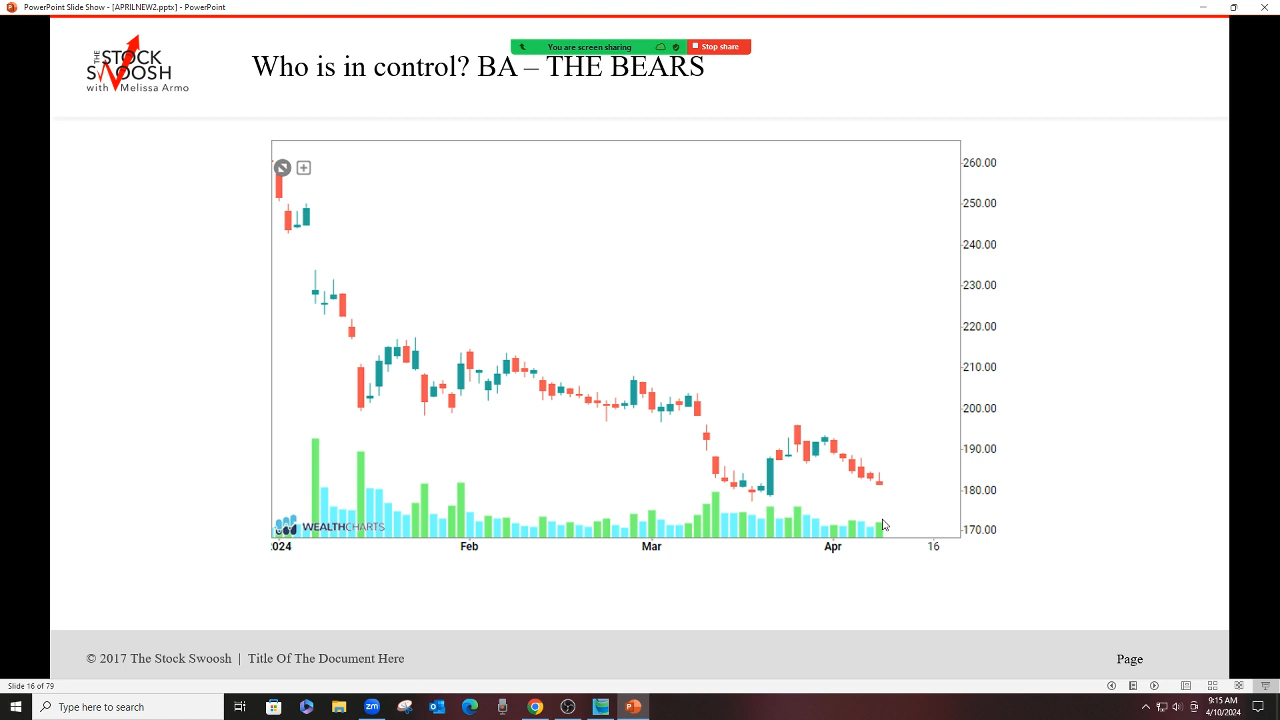 PowerPoint Slide Show - [APRILNEW2.pptx] - PowerPoint
You are screen sharing
Stop share
THE STOCK
SWOOSH
with Melissa Armo
Who is in control? BA – THE BEARS
260.00
250.00
240.00
230.00
220.00
210.00
200.00
190.00
180.00
170.00
WEALTHCHARTS
:024
Feb
Mar
Apr
16
© 2017 The Stock Swoosh | Title Of The Document Here
Page
Slide 16 of 79
Type here to search
9:15 AM
4/10/2024